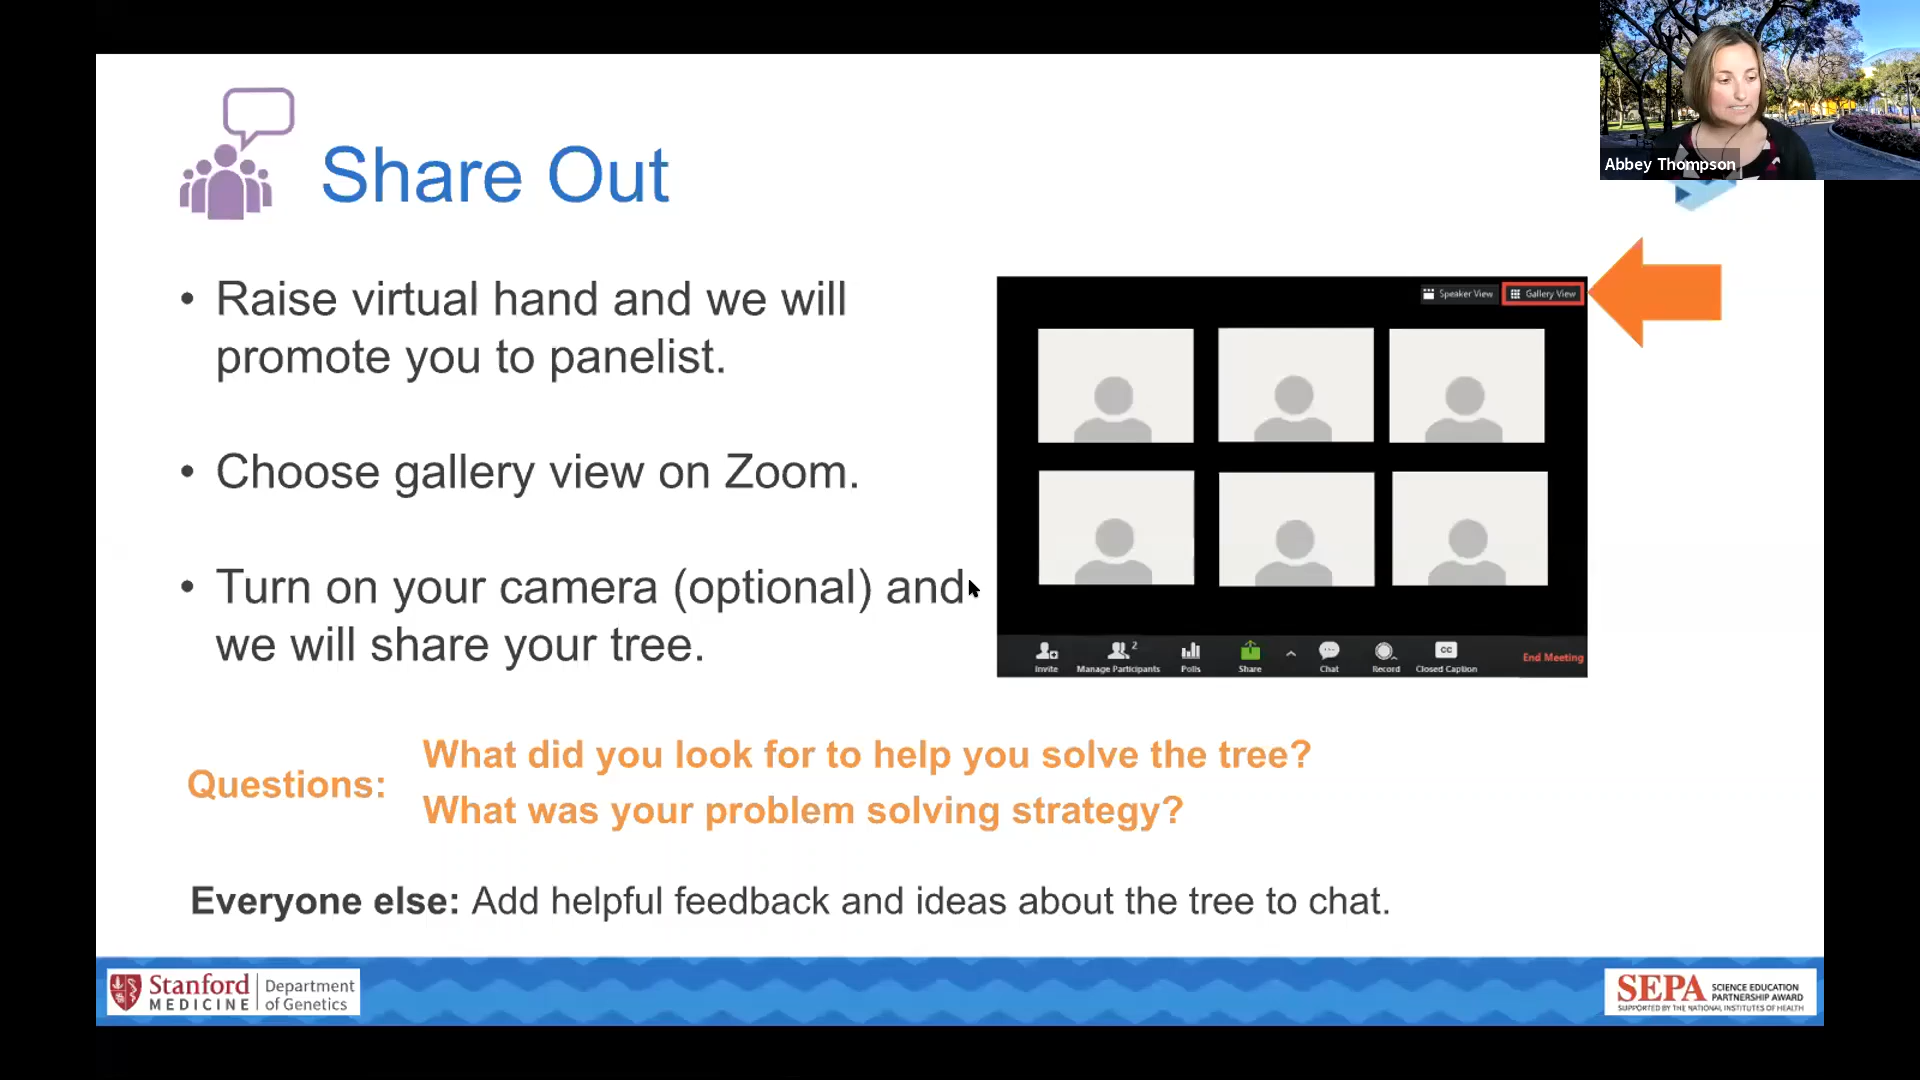 Abbey Thompson
Share Out
• Raise virtual hand and we will
promote you to panelist.
• Choose gallery view on Zoom.
• Turn on your camera (optional) and
we will share your tree.
Speaker View
Gallery View
Invite
Manage Participants
2
Polls
Share
Chat
Record
CC
Closed Caption
End Meeting
Questions:
What did you look for to help you solve the tree?
What was your problem solving strategy?
Everyone else: Add helpful feedback and ideas about the tree to chat.
Stanford
MEDICINE
Department
of Genetics
SEPA
SCIENCE EDUCATION
PARTNERSHIP AWARD
SUPPORTED BY THE NATIONAL INSTITUTES OF HEALTH